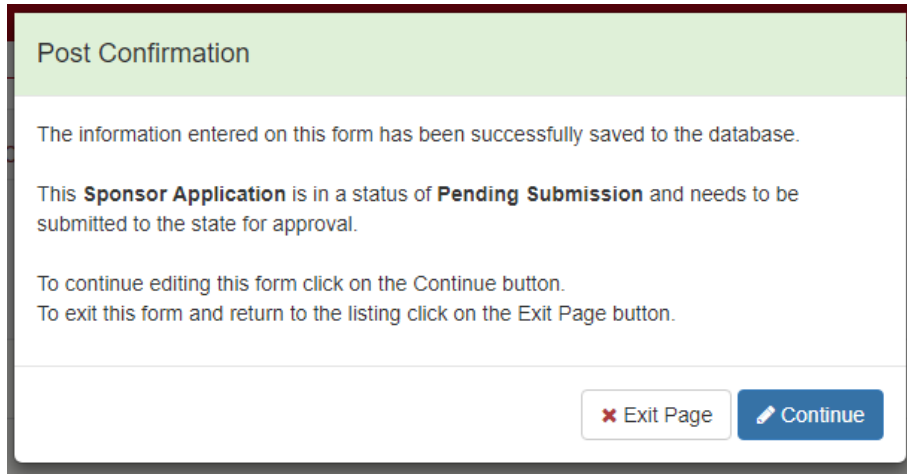 Post Confirmation
The information entered on this form has been successfully saved to the database.
This Sponsor Application is in a status of Pending Submission and needs to be
submitted to the state for approval.
To continue editing this form click on the Continue button.
To exit this form and return to the listing click on the Exit Page button.
Exit Page
Continue